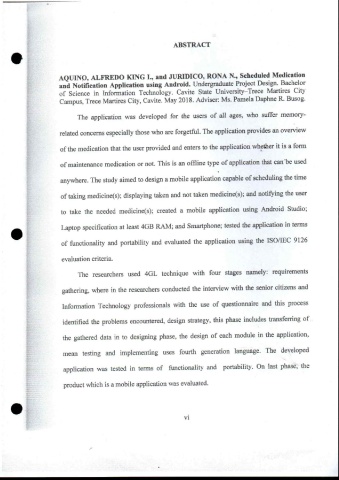 ABSTRACT
AQUINO, ALFREDO KING I., and JURIDICO, RONA N., Scheduled Medication
and Notification Application using Android. Undergraduate Project Design. Bachelor
of Science in Information Technology. Cavite State University–Trece Martires City
Campus, Trece Martires City, Cavite. May 2018. Adviser: Ms. Pamela Daphne R. Busog.
The application was developed for the users of all ages, who suffer memory-
related concerns especially those who are forgetful. The application provides an overview
of the medication that the user provided and enters to the application whether it is a form
of maintenance medication or not. This is an offline type of application that can be used
anywhere. The study aimed to design a mobile application capable of scheduling the time
of taking medicine(s); displaying taken and not taken medicine(s); and notifying the user
to take the needed medicine(s); created a mobile application using Android Studio;
Laptop specification at least 4GB RAM; and Smartphone; tested the application in terms
of functionality and portability and evaluated the application using the ISO/IEC 9126
evaluation criteria.
The researchers used 4GL technique with four stages namely: requirements
gathering, where in the researchers conducted the interview with the senior citizens and
Information Technology professionals with the use of questionnaire and this process
identified the problems encountered, design strategy, this phase includes transferring of
the gathered data in to designing phase, the design of each module in the application,
mean testing and implementing uses fourth generation language. The developed
application was tested in terms of functionality and portability. On last phase, the
product which is a mobile application was evaluated.
vi